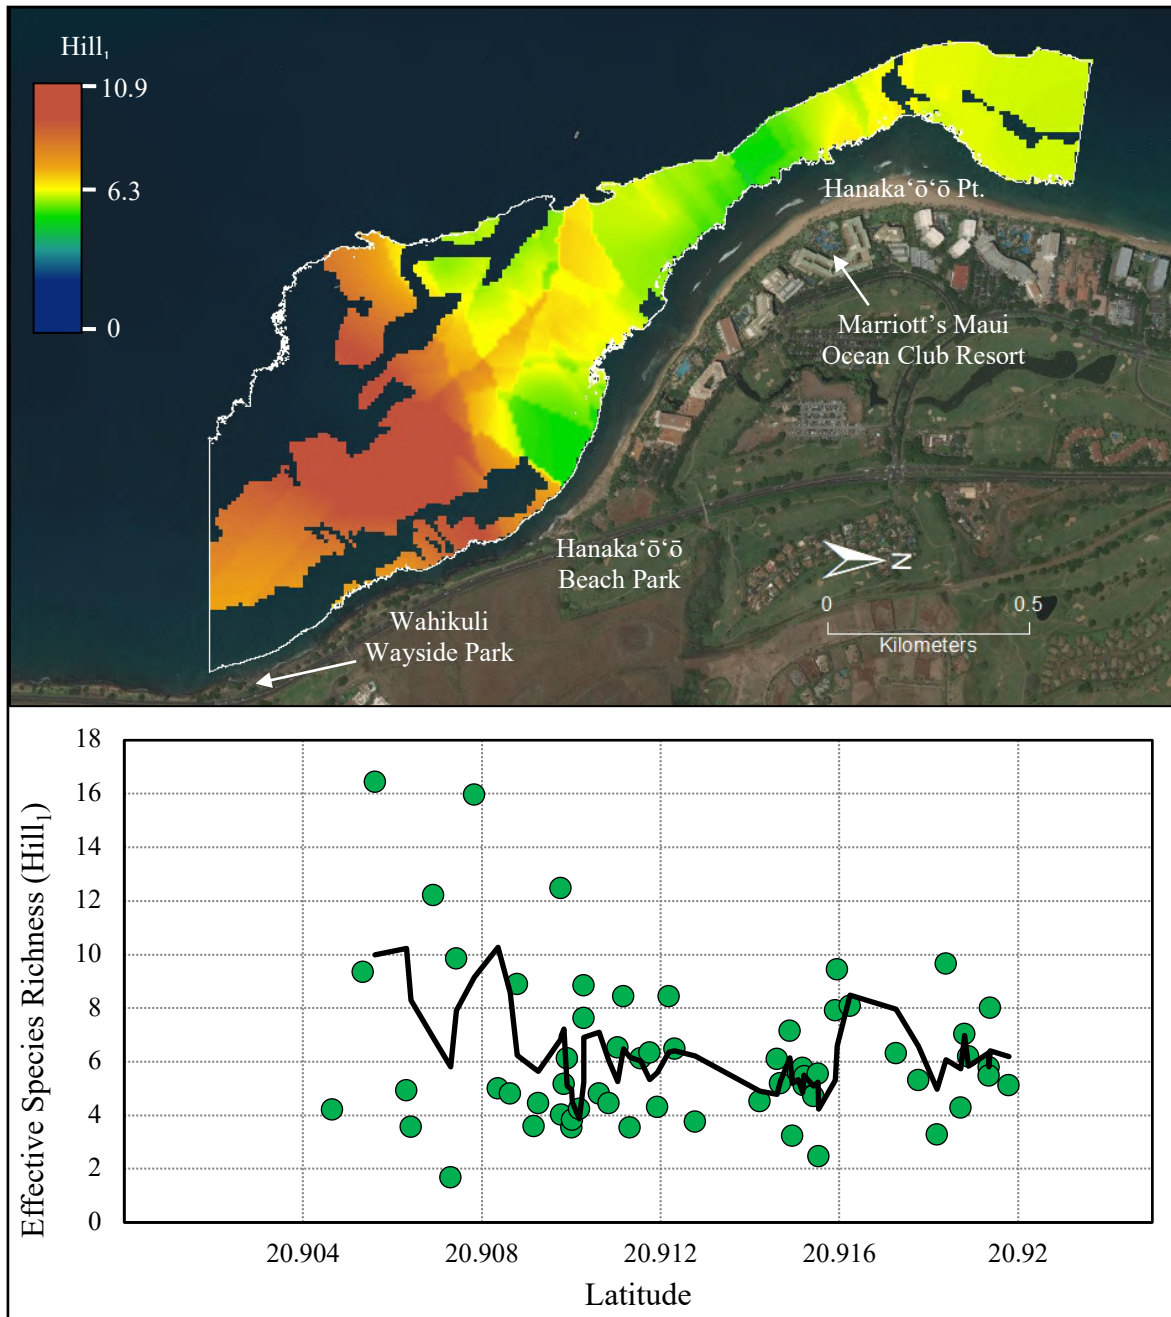 Hill₁
10.9
6.3
0
Hanakaʻōʻō Pt.
Marriott's Maui
Ocean Club Resort
Hanakaʻōʻō
Beach Park
Wahikuli
Wayside Park
N
0 0.5
Kilometers
18
16
14
12
10
8
6
4
2
0
Effective Species Richness (Hill₁)
20.904 20.908 20.912 20.916 20.92
Latitude